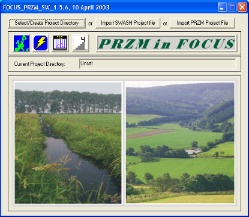 FOCUS_PRZM_SW_1.5.6, 10 April 2003
Select/Create Project Directory or Import SWASH Project file or Import PRZM Project File
PRZM in FOCUS
Current Project Directory: